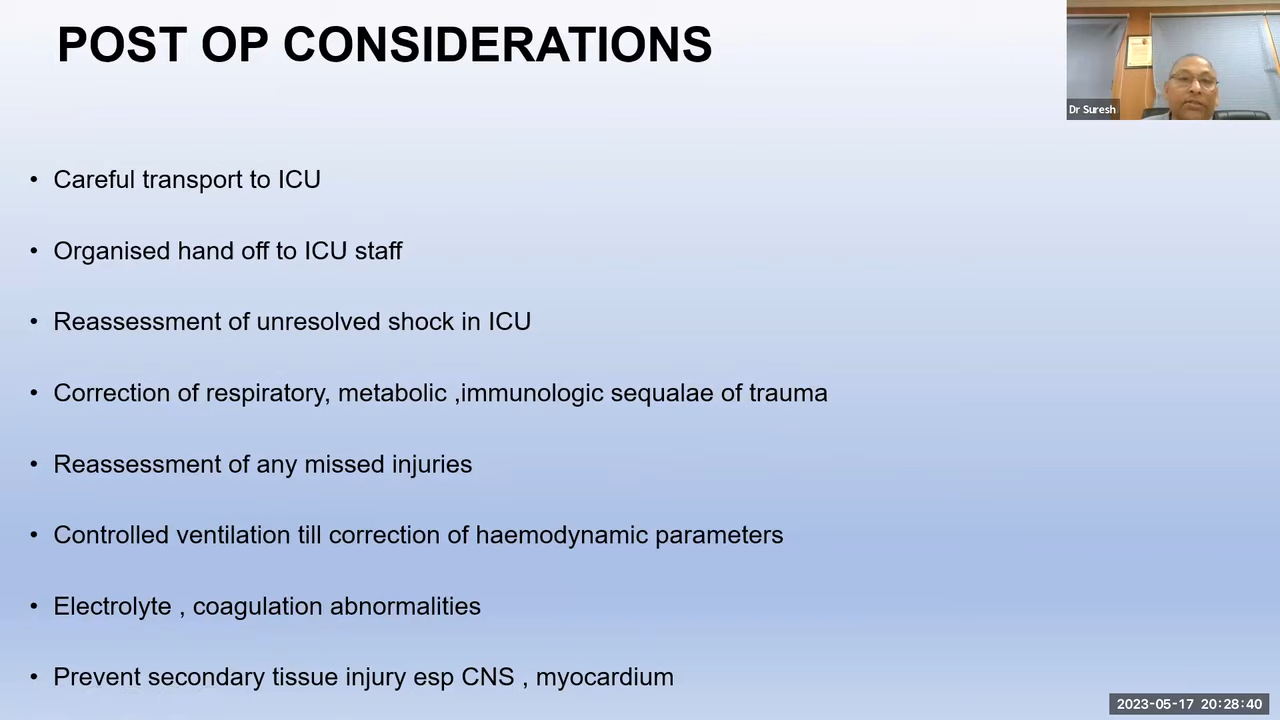 POST OP CONSIDERATIONS
Dr Suresh
• Careful transport to ICU
• Organised hand off to ICU staff
• Reassessment of unresolved shock in ICU
• Correction of respiratory, metabolic ,immunologic sequalae of trauma
• Reassessment of any missed injuries
• Controlled ventilation till correction of haemodynamic parameters
• Electrolyte , coagulation abnormalities
• Prevent secondary tissue injury esp CNS , myocardium
2023-05-17 20:28:40